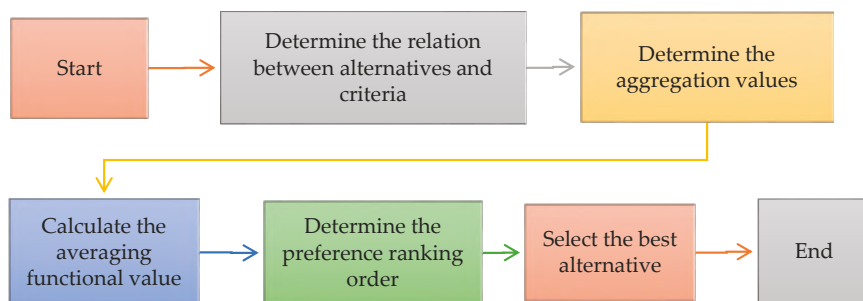 Start
Determine the relation
between alternatives and
criteria
Determine the
aggregation values
Calculate the
averaging
functional value
Determine the
preference ranking
order
Select the best
alternative
End